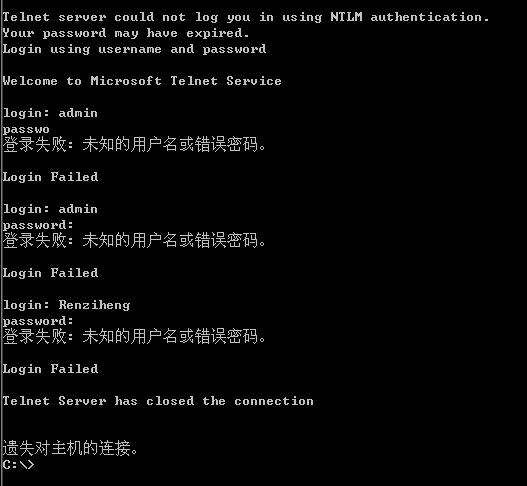 Telnet server could not log you in using NTLM authentication.
Your password may have expired.
Login using username and password
Welcome to Microsoft Telnet Service
login: admin
passwo
登录失败: 未知的用户名或错误密码。
Login Failed
login: admin
password:
登录失败: 未知的用户名或错误密码。
Login Failed
login: Renziheng
password:
登录失败: 未知的用户名或错误密码。
Login Failed
Telnet Server has closed the connection
遗失对主机的连接。
C:\>